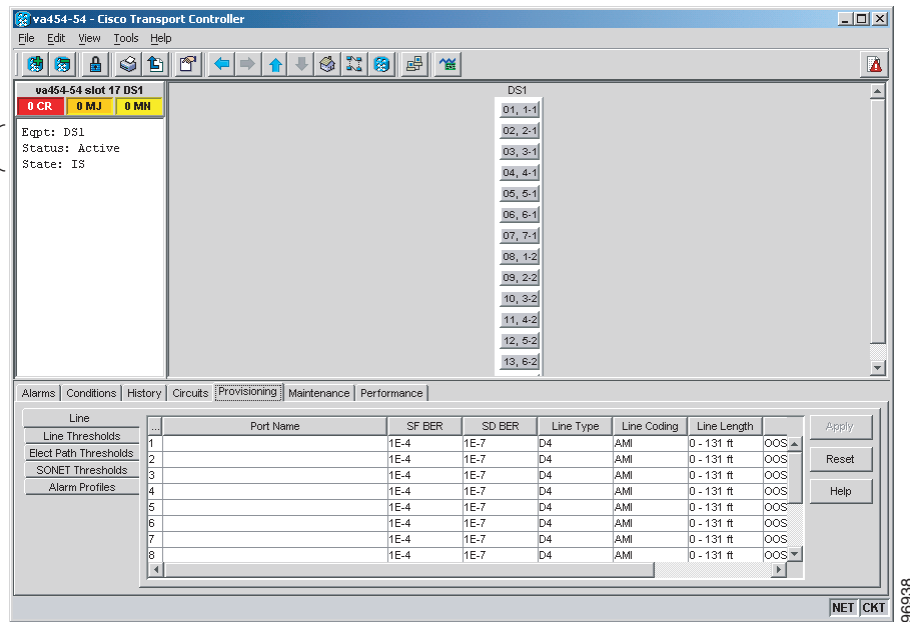 va454-54 - Cisco Transport Controller
File Edit View Tools Help
va454-54 slot 17 DS1
0 CR 0 MJ 0 MN
Eqpt: DS1
Status: Active
State: IS
DS1
01, 1-1
02, 2-1
03, 3-1
04, 4-1
05, 5-1
06, 6-1
07, 7-1
08, 1-2
09, 2-2
10, 3-2
11, 4-2
12, 5-2
13, 6-2
Alarms Conditions History Circuits Provisioning Maintenance Performance
Line
Line Thresholds
Elect Path Thresholds
SONET Thresholds
Alarm Profiles
... Port Name SF BER SD BER Line Type Line Coding Line Length
1 1E-4 1E-7 D4 AMI 0 - 131 ft OOS
2 1E-4 1E-7 D4 AMI 0 - 131 ft OOS
3 1E-4 1E-7 D4 AMI 0 - 131 ft OOS
4 1E-4 1E-7 D4 AMI 0 - 131 ft OOS
5 1E-4 1E-7 D4 AMI 0 - 131 ft OOS
6 1E-4 1E-7 D4 AMI 0 - 131 ft OOS
7 1E-4 1E-7 D4 AMI 0 - 131 ft OOS
8 1E-4 1E-7 D4 AMI 0 - 131 ft OOS
Apply
Reset
Help
NET CKT
96938